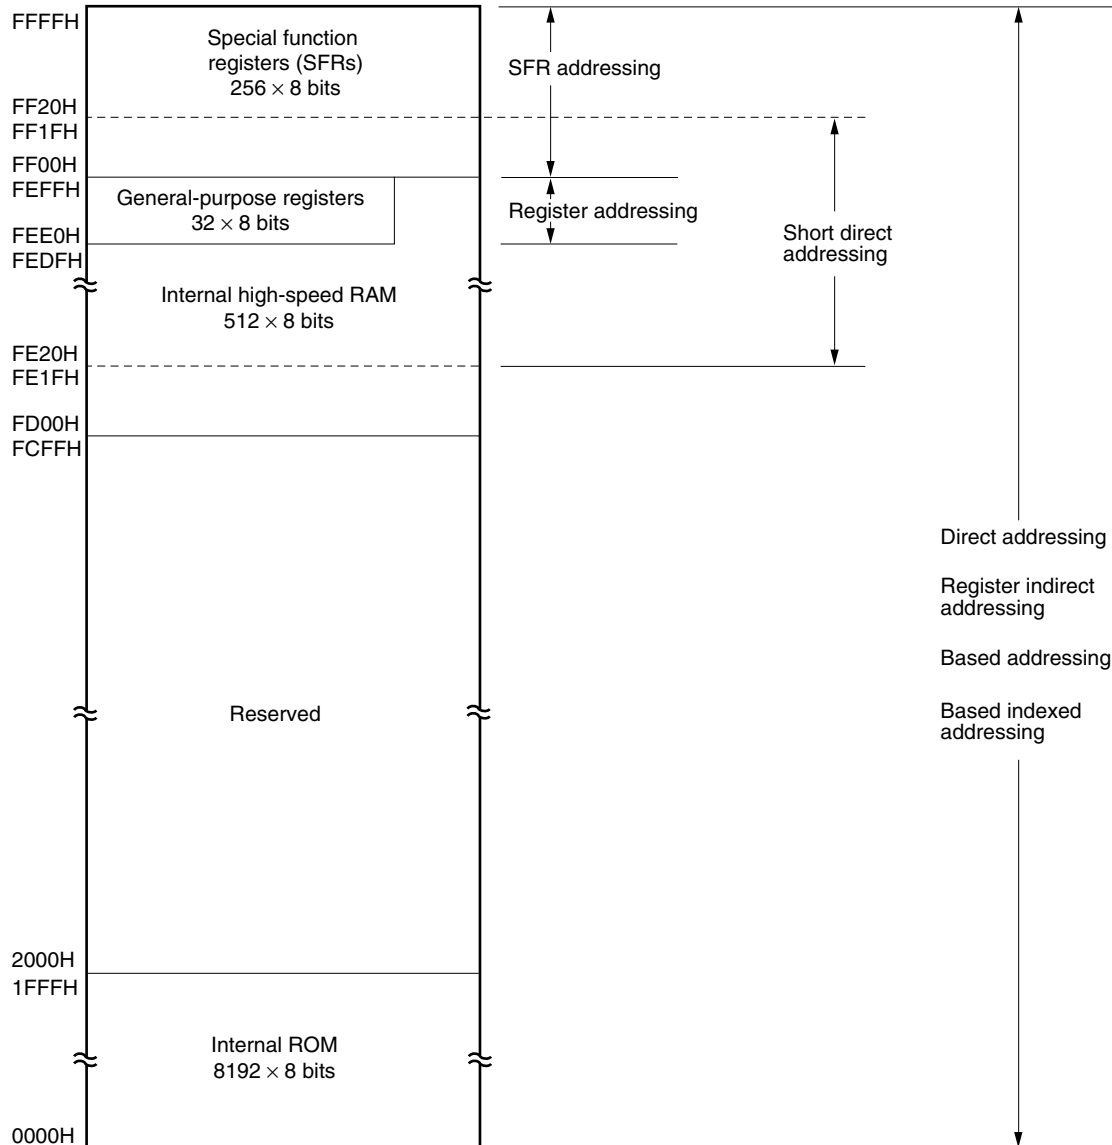 FFFFH
Special function
registers (SFRs)
256 × 8 bits
SFR addressing
FF20H
FF1FH
FF00H
FEFFH
General-purpose registers
32 × 8 bits
Register addressing
Short direct
addressing
FEE0H
FEDFH
Internal high-speed RAM
512 × 8 bits
FE20H
FE1FH
FD00H
FCFFH
Direct addressing
Register indirect
addressing
Based addressing
Based indexed
addressing
Reserved
2000H
1FFFH
Internal ROM
8192 × 8 bits
0000H